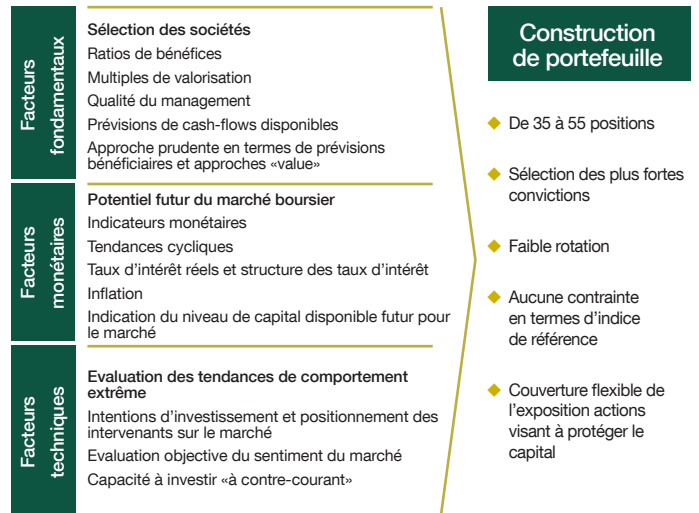 Facteurs
fondamentaux
Sélection des sociétés
Ratios de bénéfices
Multiples de valorisation
Qualité du management
Prévisions de cash-flows disponibles
Approche prudente en termes de prévisions
bénéficiaires et approches «value»
Facteurs
monétaires
Potentiel futur du marché boursier
Indicateurs monétaires
Tendances cycliques
Taux d’intérêt réels et structure des taux d’intérêt
Inflation
Indication du niveau de capital disponible futur pour
le marché
Facteurs
techniques
Evaluation des tendances de comportement
extrême
Intentions d’investissement et positionnement des
intervenants sur le marché
Evaluation objective du sentiment du marché
Capacité à investir «à contre-courant»
Construction
de portefeuille
De 35 à 55 positions
Sélection des plus fortes
convictions
Faible rotation
Aucune contrainte
en termes d’indice
de référence
Couverture flexible de
l’exposition actions
visant à protéger le
capital